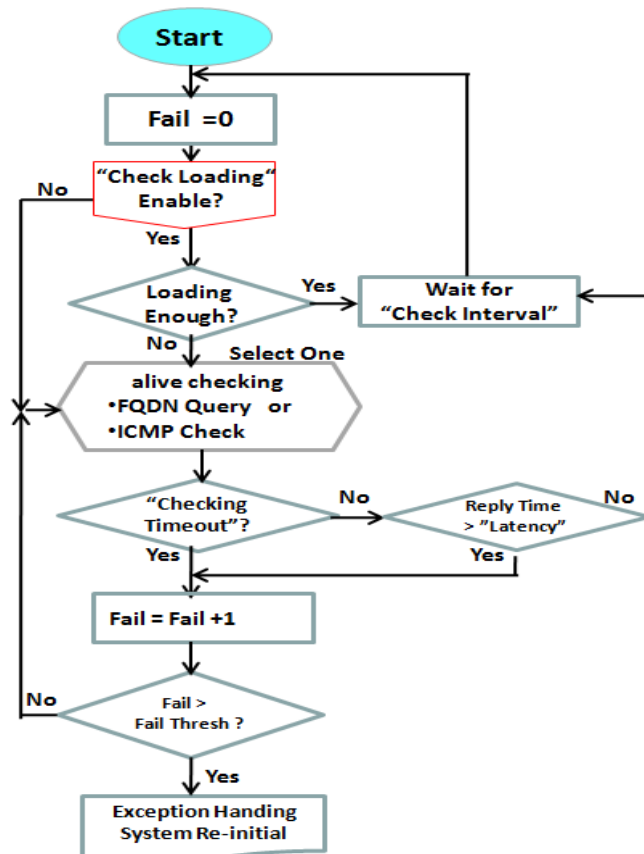 Start
Fail =0
“Check Loading“
Enable?
No
Yes
Loading
Enough?
Yes
Wait for
“Check Interval”
No
Select One
alive checking
•FQDN Query or
•ICMP Check
“Checking
Timeout”?
No
Reply Time
> ”Latency”
No
Yes
Yes
Fail = Fail +1
No
Fail >
Fail Thresh ?
Yes
Exception Handing
System Re-initial